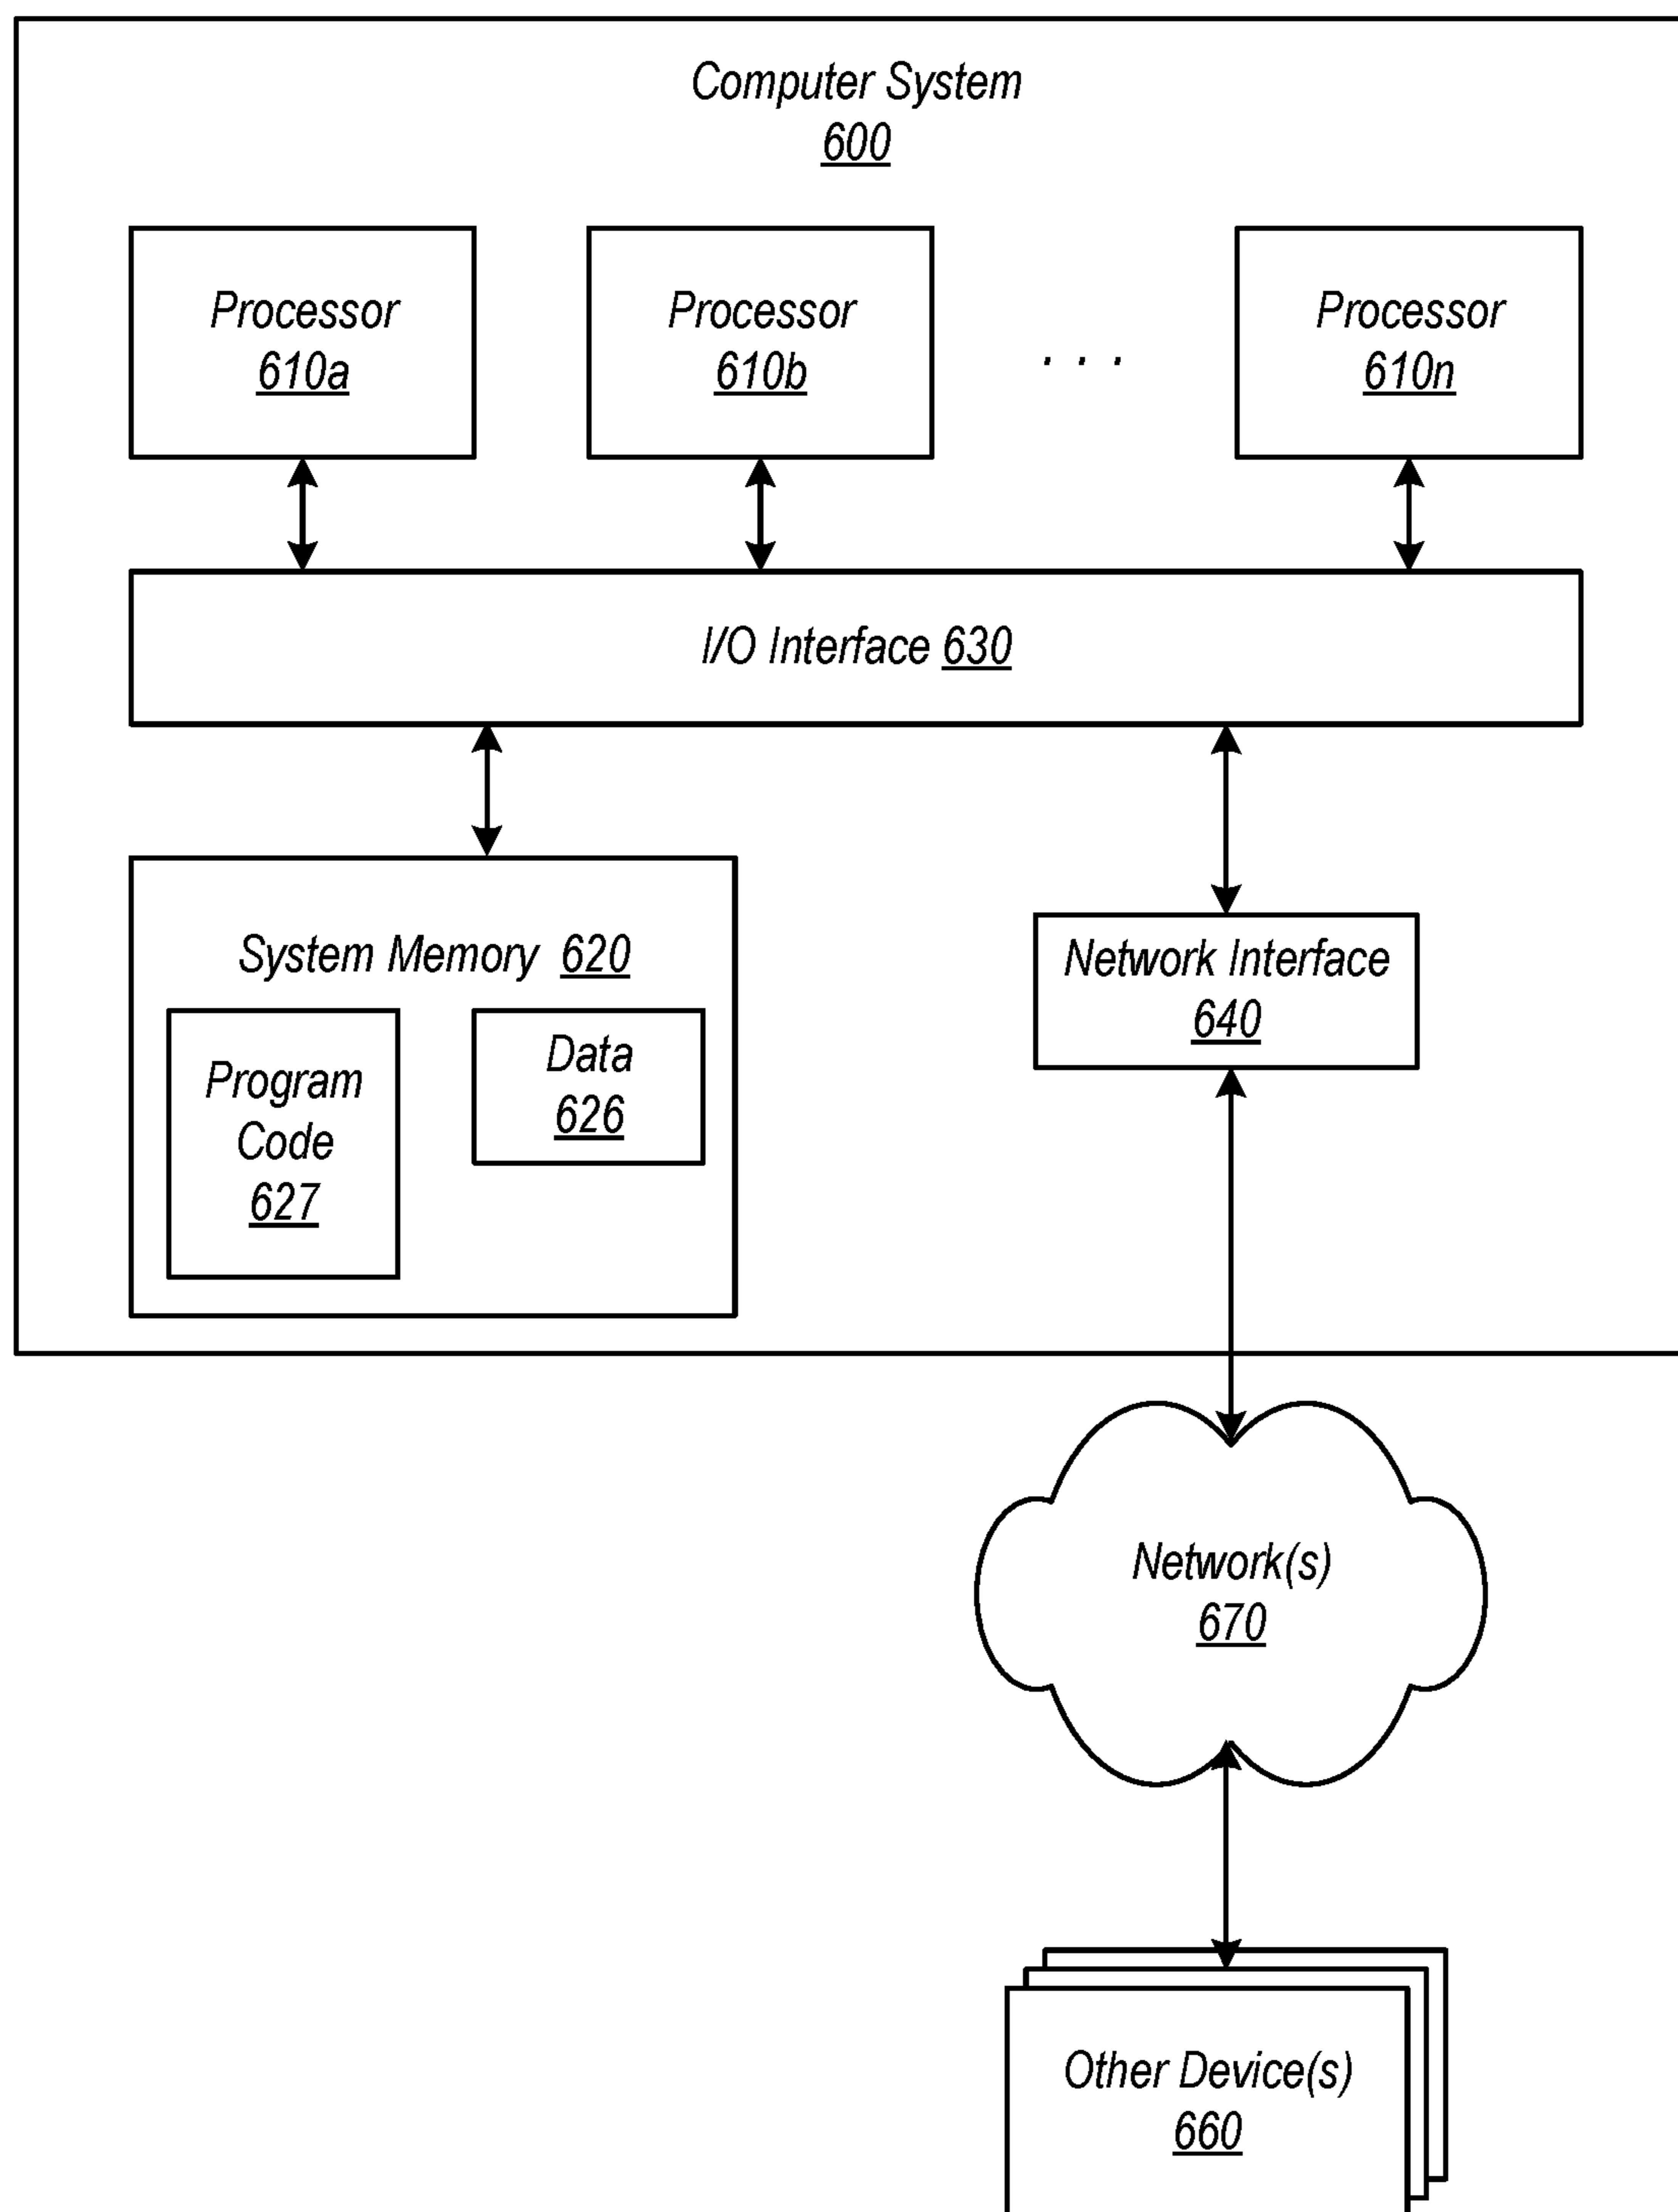 Computer System
600
Processor
610a
Processor
610b
. . .
Processor
610n
I/O Interface 630
System Memory 620
Program
Code
627
Data
626
Network Interface
640
Network(s)
670
Other Device(s)
660